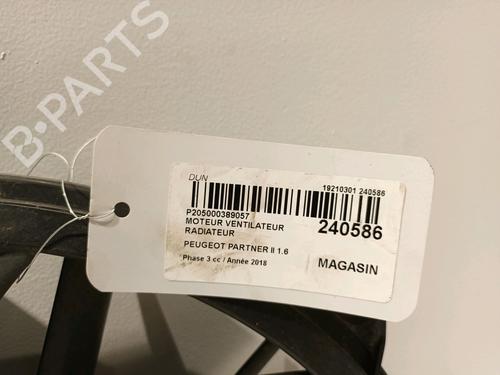 B-PARTS
DUN
19210301 240586
P205000389057
240586
MOTEUR VENTILATEUR
RADIATEUR
PEUGEOT PARTNER II 1.6
Phase 3 cc / Année 2018
MAGASIN